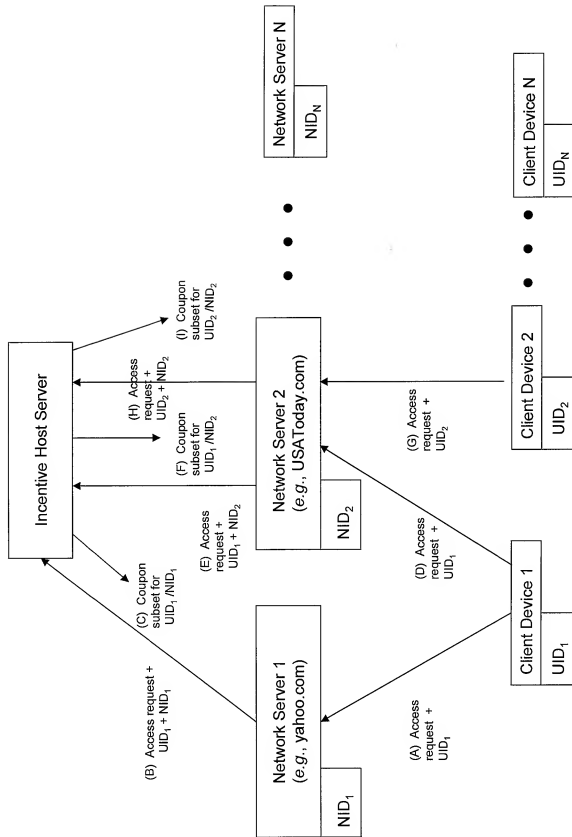 Incentive Host Server
(B) Access request +
UID1 + NID1
(C) Coupon
subset for
UID1 /NID1
(E) Access
request +
UID1 + NID2
(F) Coupon
subset for
UID1 /NID2
(H) Access
request +
UID2 + NID2
(I) Coupon
subset for
UID2 /NID2
Network Server 1
(e.g., yahoo.com)
NID1
Network Server 2
(e.g., USAToday.com)
NID2
Network Server N
NIDN
(A) Access
request +
UID1
(D) Access
request +
UID1
(G) Access
request +
UID2
Client Device 1
UID1
Client Device 2
UID2
Client Device N
UIDN